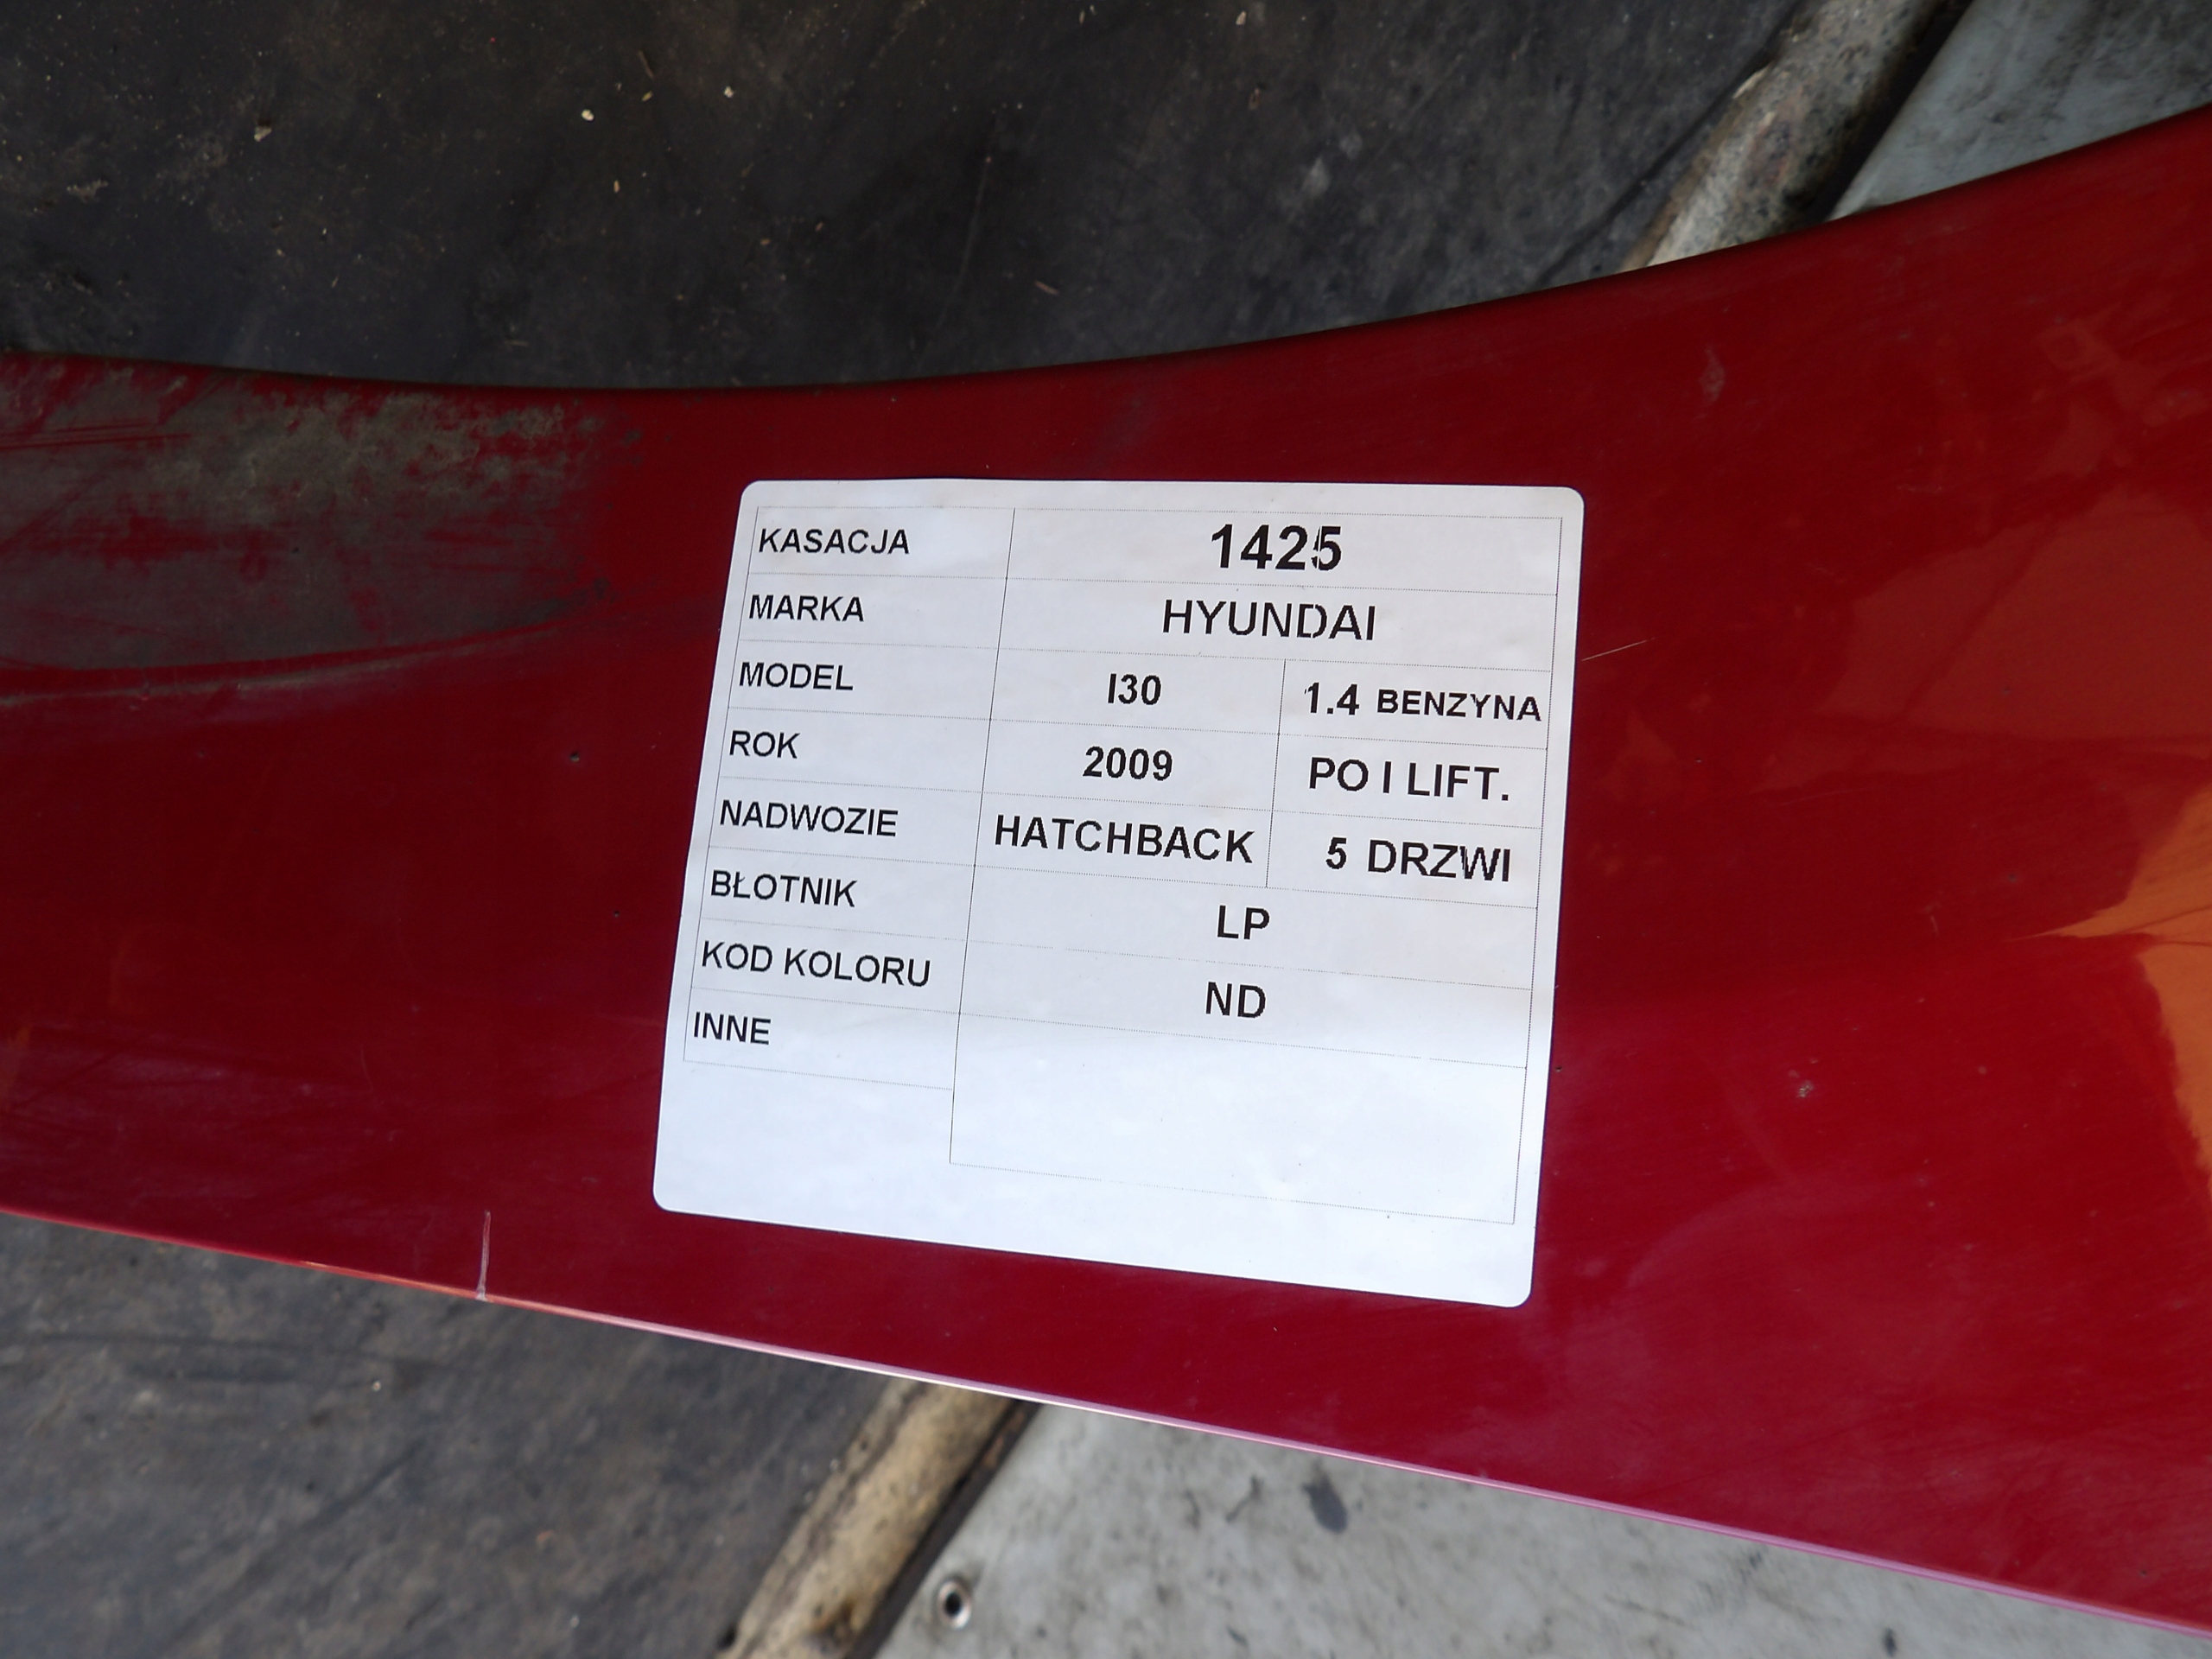 KASACJA 1425
MARKA HYUNDAI
MODEL I30 1.4 BENZYNA
ROK 2009 PO I LIFT.
NADWOZIE HATCHBACK 5 DRZWI
BŁOTNIK LP
KOD KOLORU ND
INNE